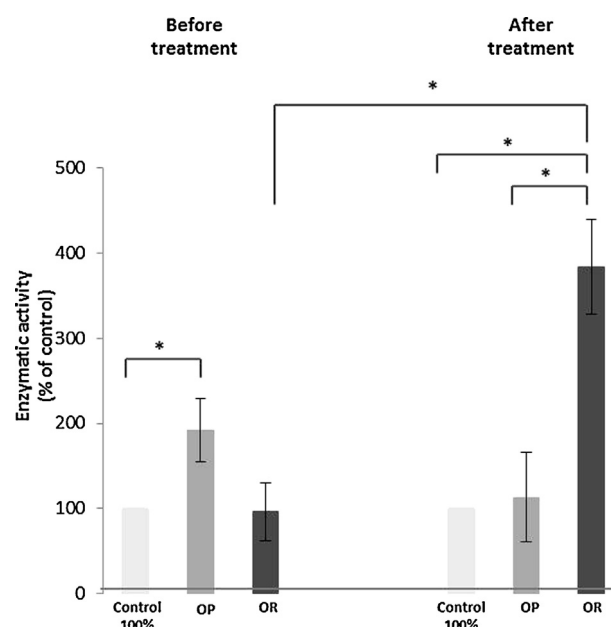 Before
treatment
After
treatment
*
*
*
*
500
400
300
200
100
0
Enzymatic activity
(% of control)
Control
100%
OP
OR
Control
100%
OP
OR